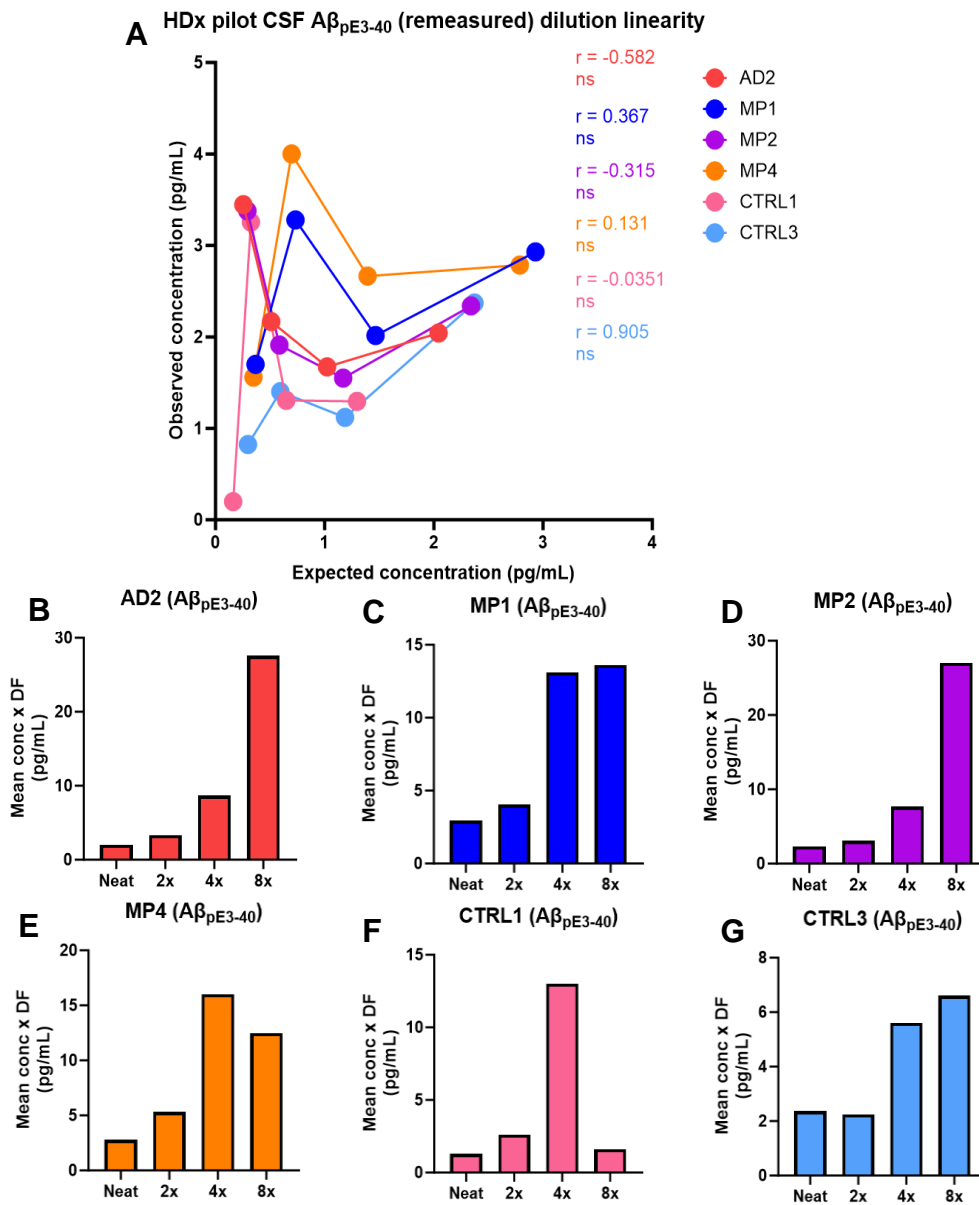 HDx pilot CSF AβpE3-40 (remeasured) dilution linearity
A
Observed concentration (pg/mL)
5
4
3
2
1
0
0 1 2 3 4
Expected concentration (pg/mL)
r = -0.582
ns
r = 0.367
ns
r = -0.315
ns
r = 0.131
ns
r = -0.0351
ns
r = 0.905
ns
AD2
MP1
MP2
MP4
CTRL1
CTRL3
B
AD2 (AβpE3-40)
Mean conc x DF
(pg/mL)
30
20
10
0
Neat 2x 4x 8x
C
MP1 (AβpE3-40)
Mean conc x DF
(pg/mL)
15
10
5
0
Neat 2x 4x 8x
D
MP2 (AβpE3-40)
Mean conc x DF
(pg/mL)
30
20
10
0
Neat 2x 4x 8x
E
MP4 (AβpE3-40)
Mean conc x DF
(pg/mL)
20
15
10
5
0
Neat 2x 4x 8x
F
CTRL1 (AβpE3-40)
Mean conc x DF
(pg/mL)
15
10
5
0
Neat 2x 4x 8x
G
CTRL3 (AβpE3-40)
Mean conc x DF
(pg/mL)
8
6
4
2
0
Neat 2x 4x 8x